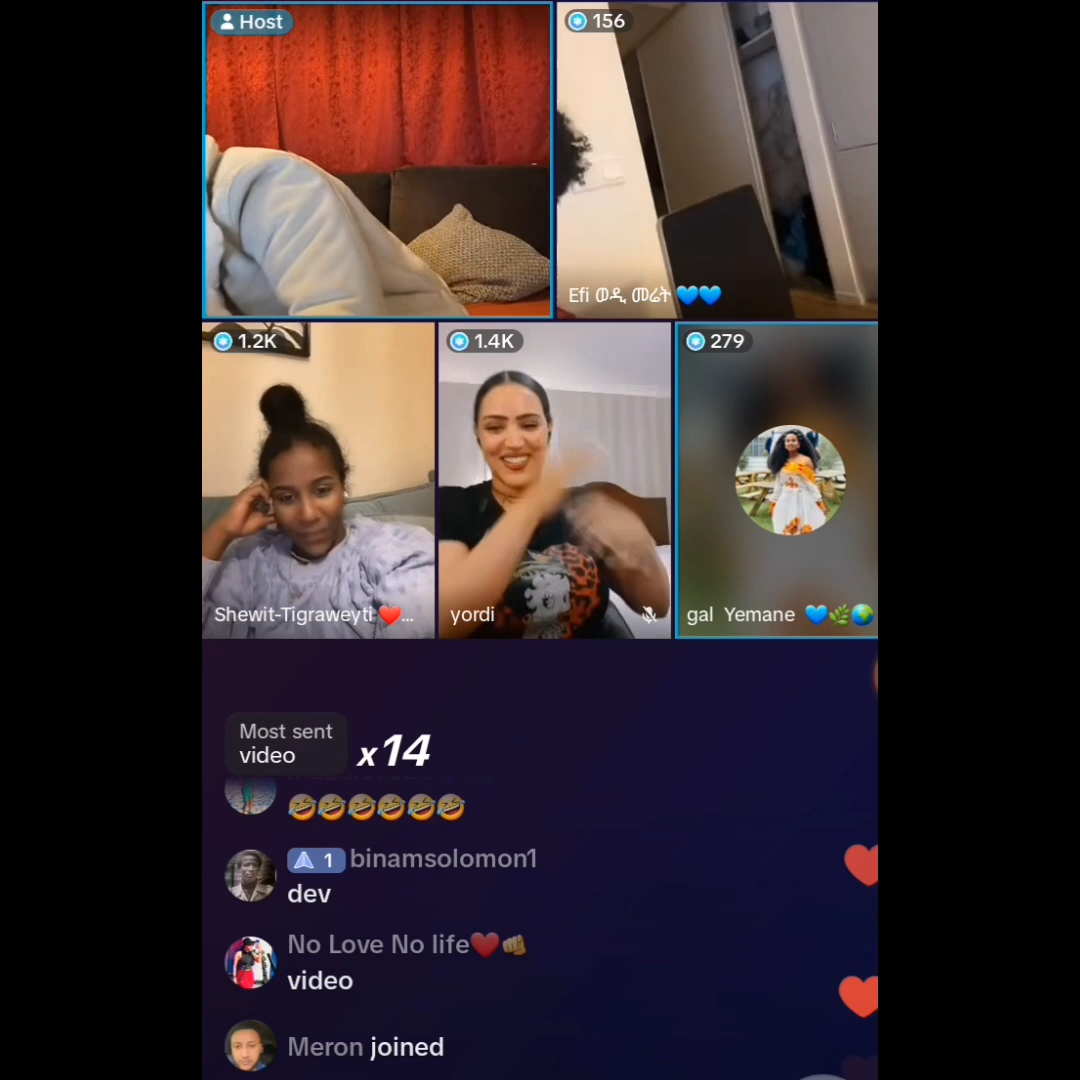 Host
156
Efi ወዲ መሬት 💙💙
1.2K
1.4K
279
Shewit-Tigraweyti ❤️...
yordi
gal Yemane 💙🌿🌍
Most sent
video
x14
🤣🤣🤣🤣🤣🤣
1 binamsolomon1
dev
No Love No life❤️👊🏽
video
Meron joined